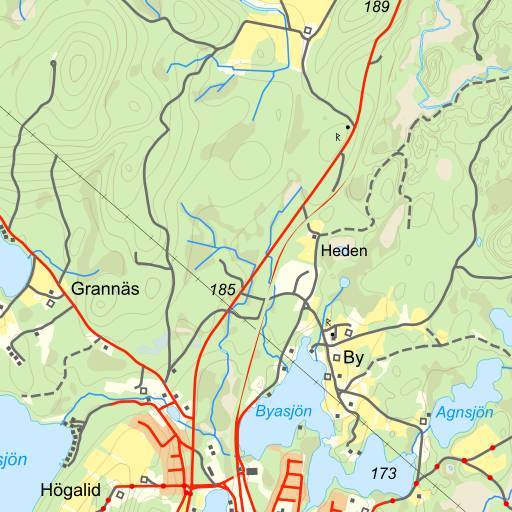 189
R
Heden
Grannäs
185
R
By
Byasjön
Agnsjön
sjön
173
Högalid